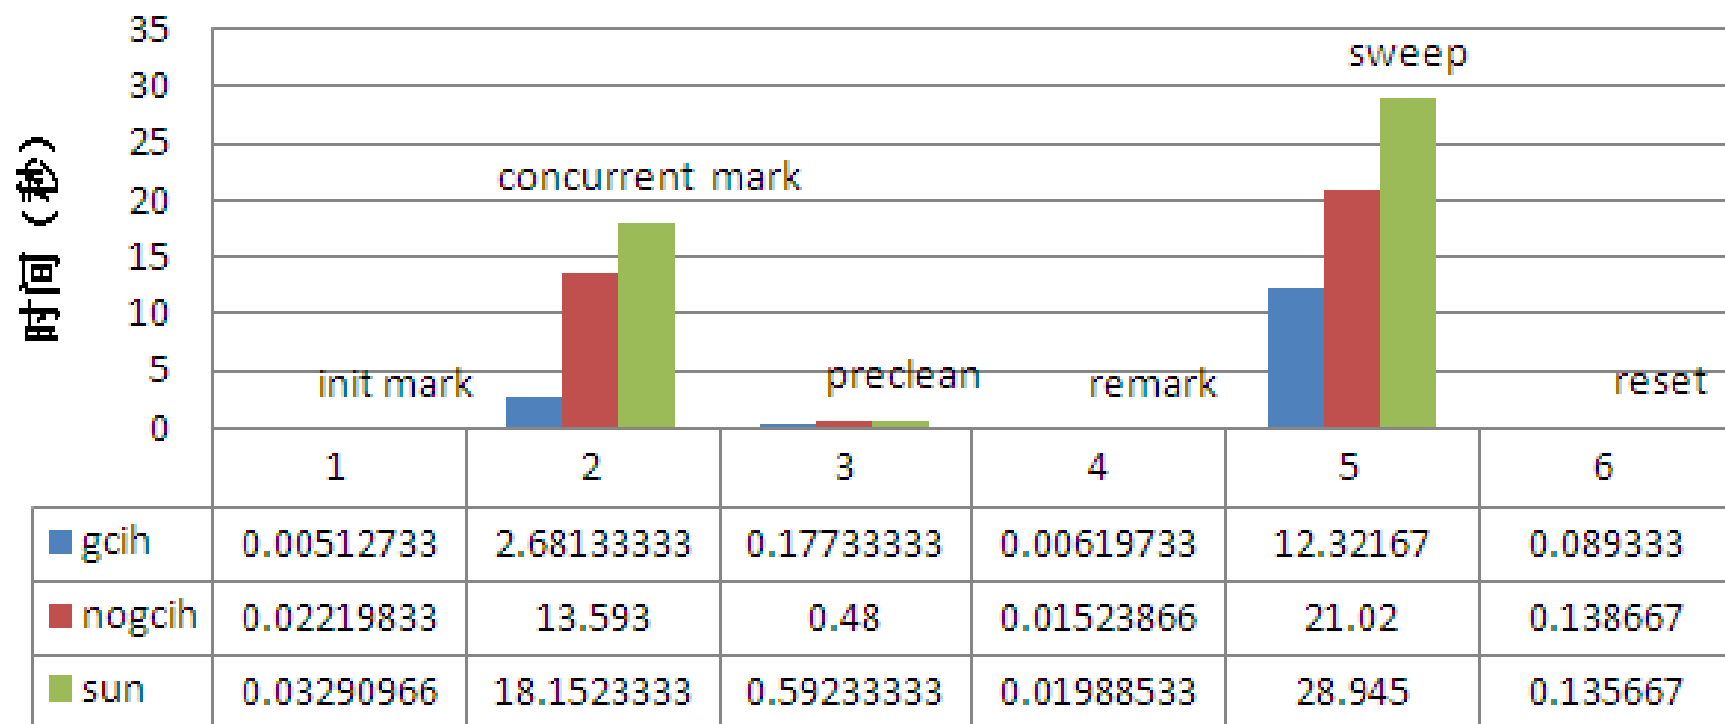 35
30
25
20
15
10
5
0
时间（秒）
sweep
concurrent mark
init mark
preclean
remark
reset
1 2 3 4 5 6
gcih 0.00512733 2.68133333 0.17733333 0.00619733 12.32167 0.089333
nogcih 0.02219833 13.593 0.48 0.01523866 21.02 0.138667
sun 0.03290966 18.1523333 0.59233333 0.01988533 28.945 0.135667